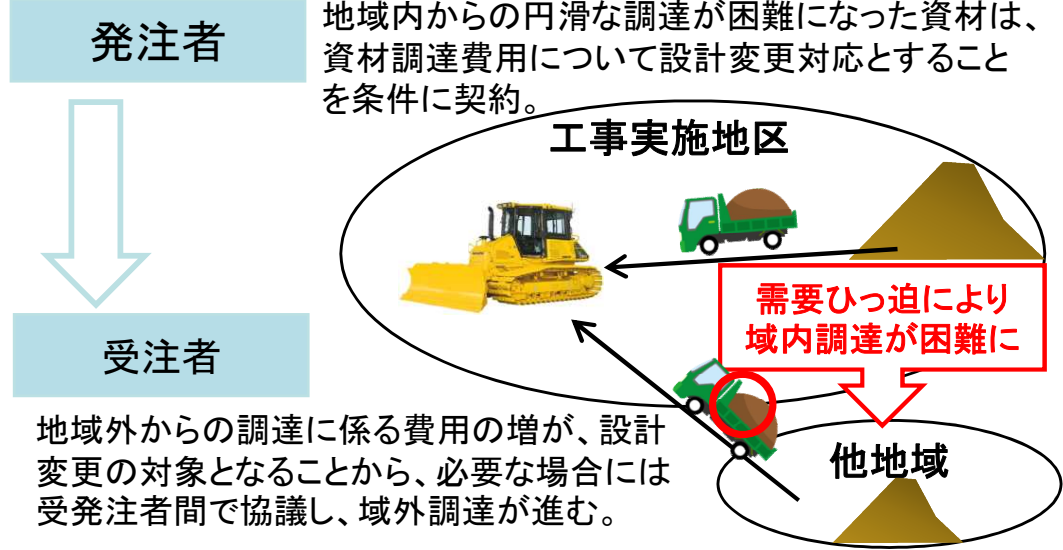 発注者
地域内からの円滑な調達が困難になった資材は、
資材調達費用について設計変更対応とすること
を条件に契約。
工事実施地区
需要ひっ迫により
域内調達が困難に
受注者
地域外からの調達に係る費用の増が、設計
変更の対象となることから、必要な場合には
受発注者間で協議し、域外調達が進む。
他地域